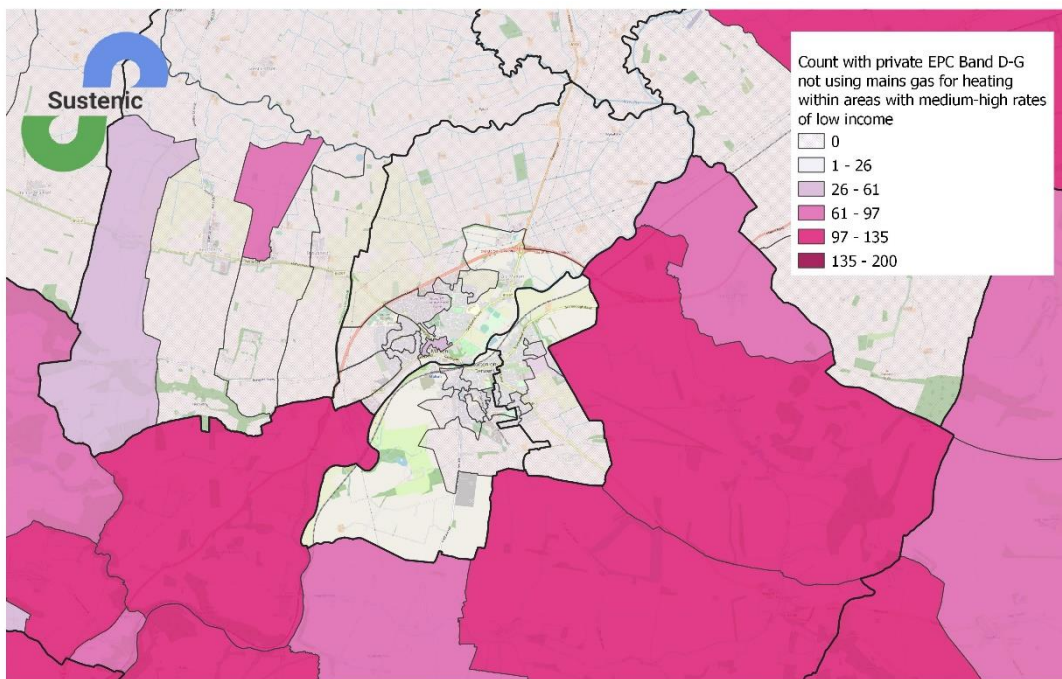 Sustenic
Count with private EPC Band D-G
not using mains gas for heating
within areas with medium-high rates
of low income
0
1 - 26
26 - 61
61 - 97
97 - 135
135 - 200